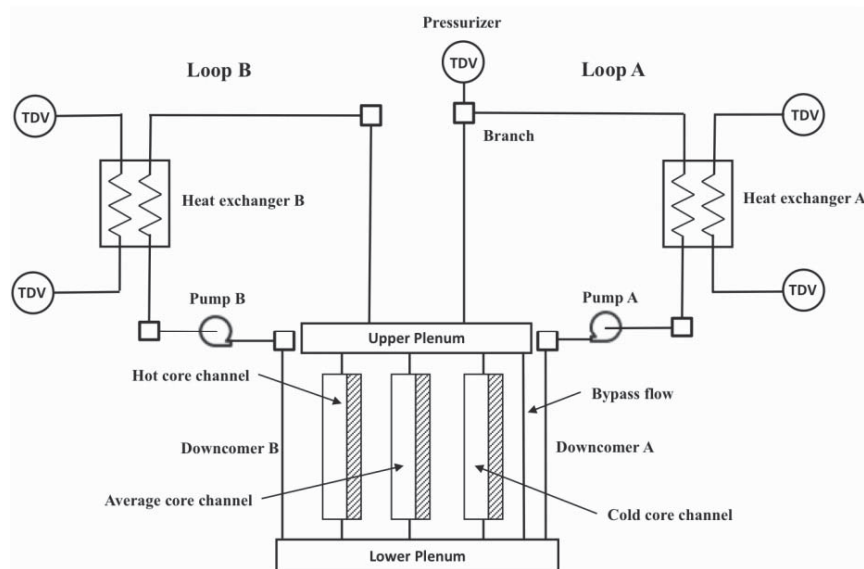 Pressurizer
TDV
Loop B
Loop A
TDV
TDV
Branch
Heat exchanger B
Heat exchanger A
TDV
TDV
Pump B
Pump A
Upper Plenum
Hot core channel
Bypass flow
Downcomer B
Downcomer A
Average core channel
Cold core channel
Lower Plenum